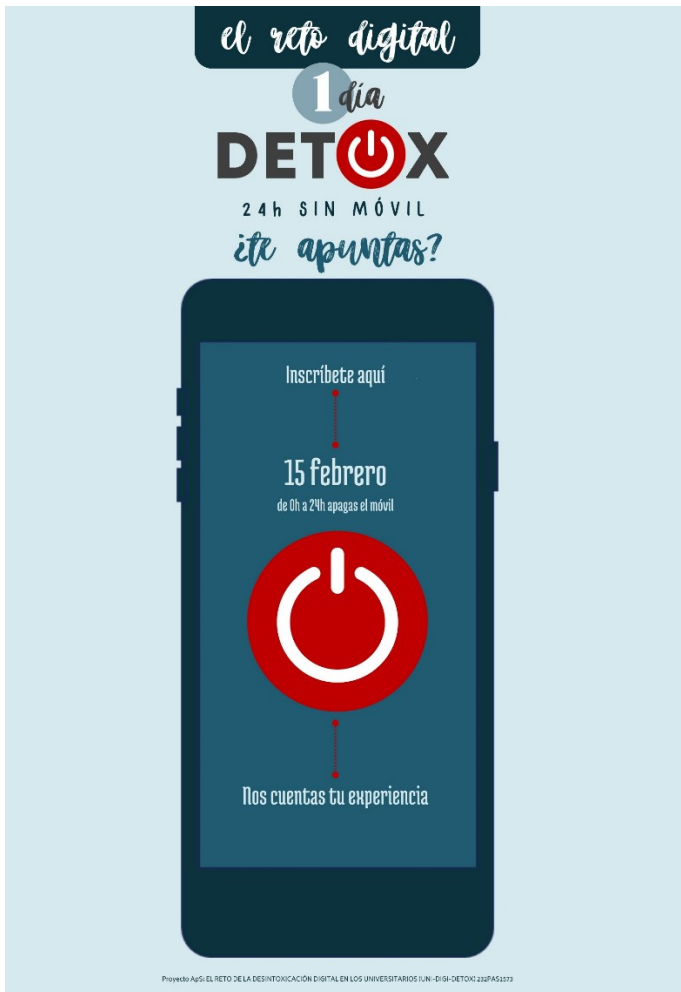 el reto digital
1 día
DETOX
24h SIN MÓVIL
¿te apuntas?
Inscríbete aquí
15 febrero
de 0h a 24h apagas el móvil
Nos cuentas tu experiencia
Proyecto ApS: EL RETO DE LA DESINTOXICACIÓN DIGITAL EN LOS UNIVERSITARIOS (UNI-DIGI-DETOX) 232PAS1573